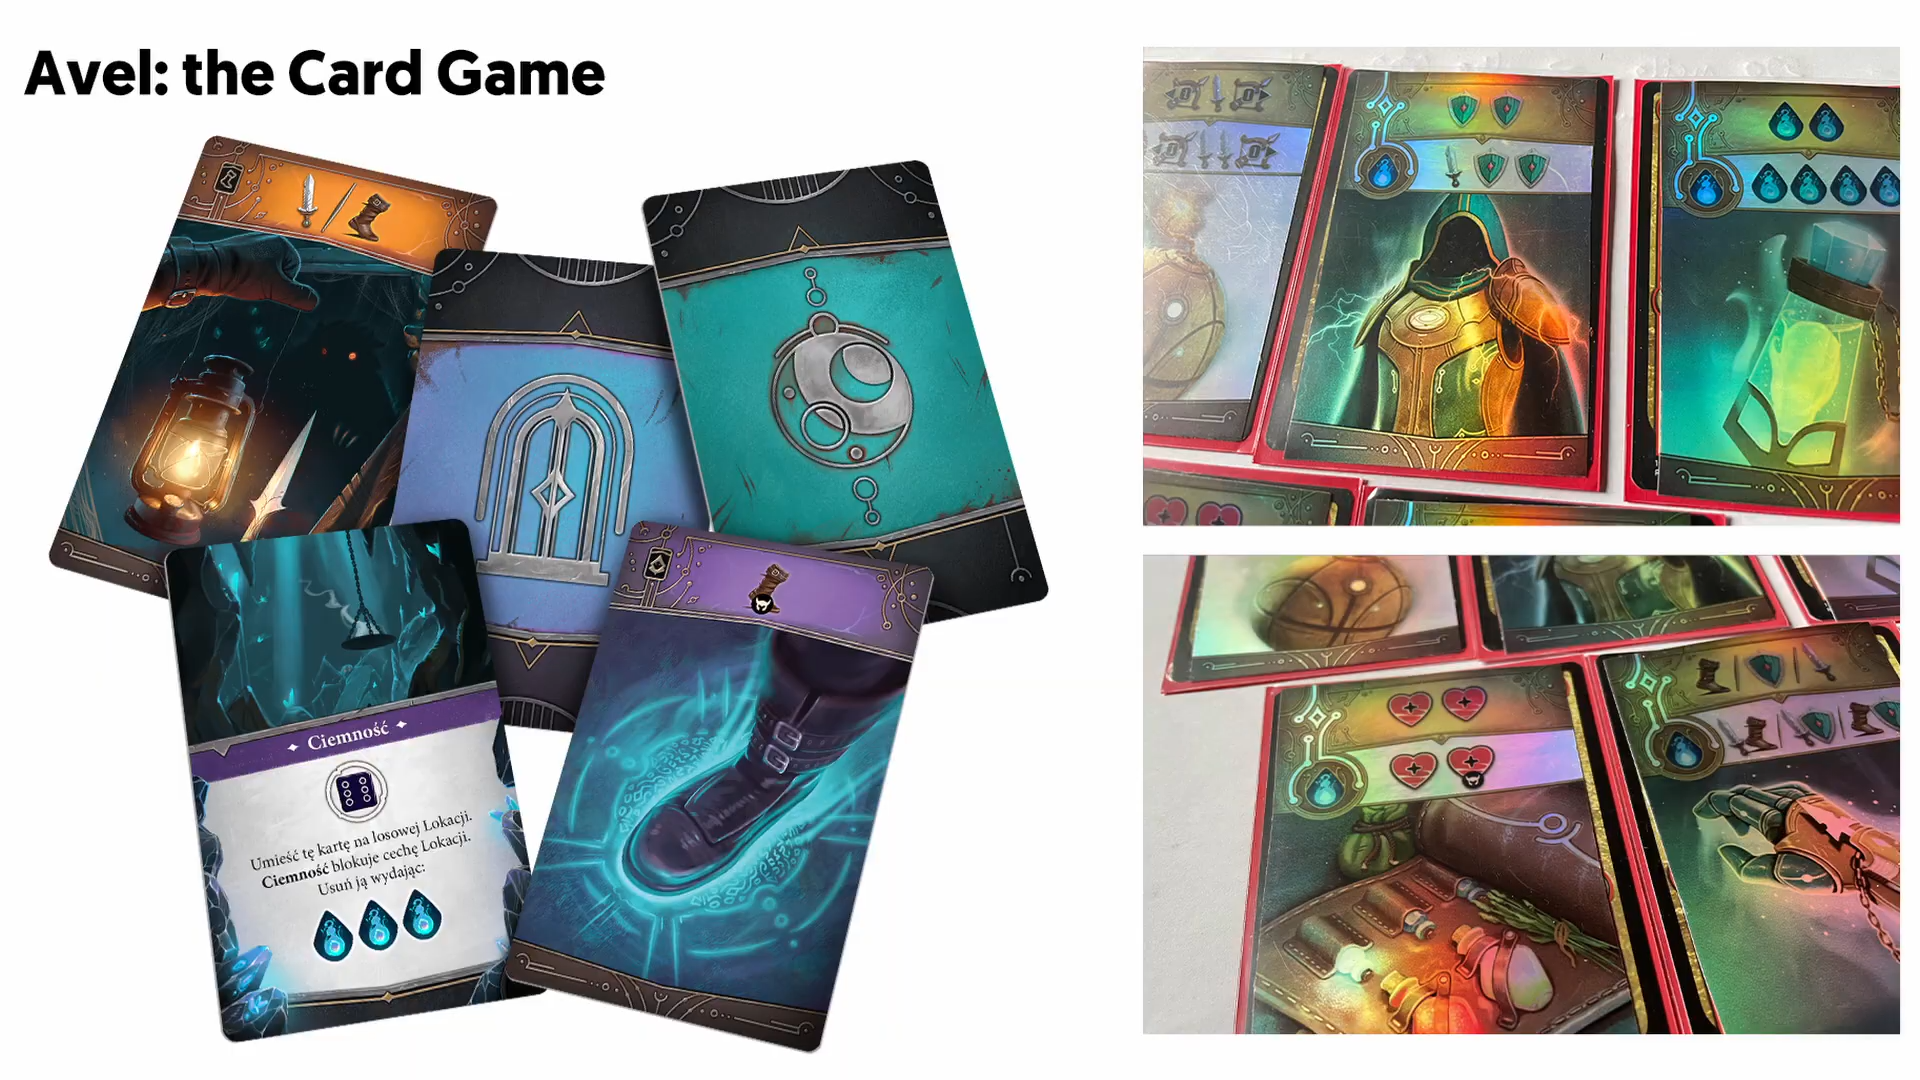 Avel: the Card Game
Ciemność
Umieść tę kartę na losowej Lokacji.
Ciemność blokuje cechę Lokacji.
Usuń ją wydając: